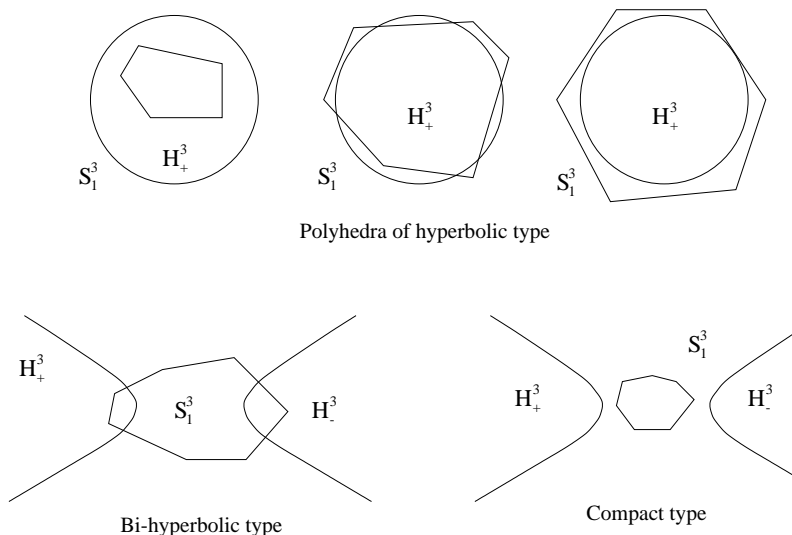 H³₊
S³₁
H³₊
S³₁
H³₊
S³₁
Polyhedra of hyperbolic type
H³₊
S³₁
H³₋
Bi-hyperbolic type
S³₁
H³₊
H³₋
Compact type